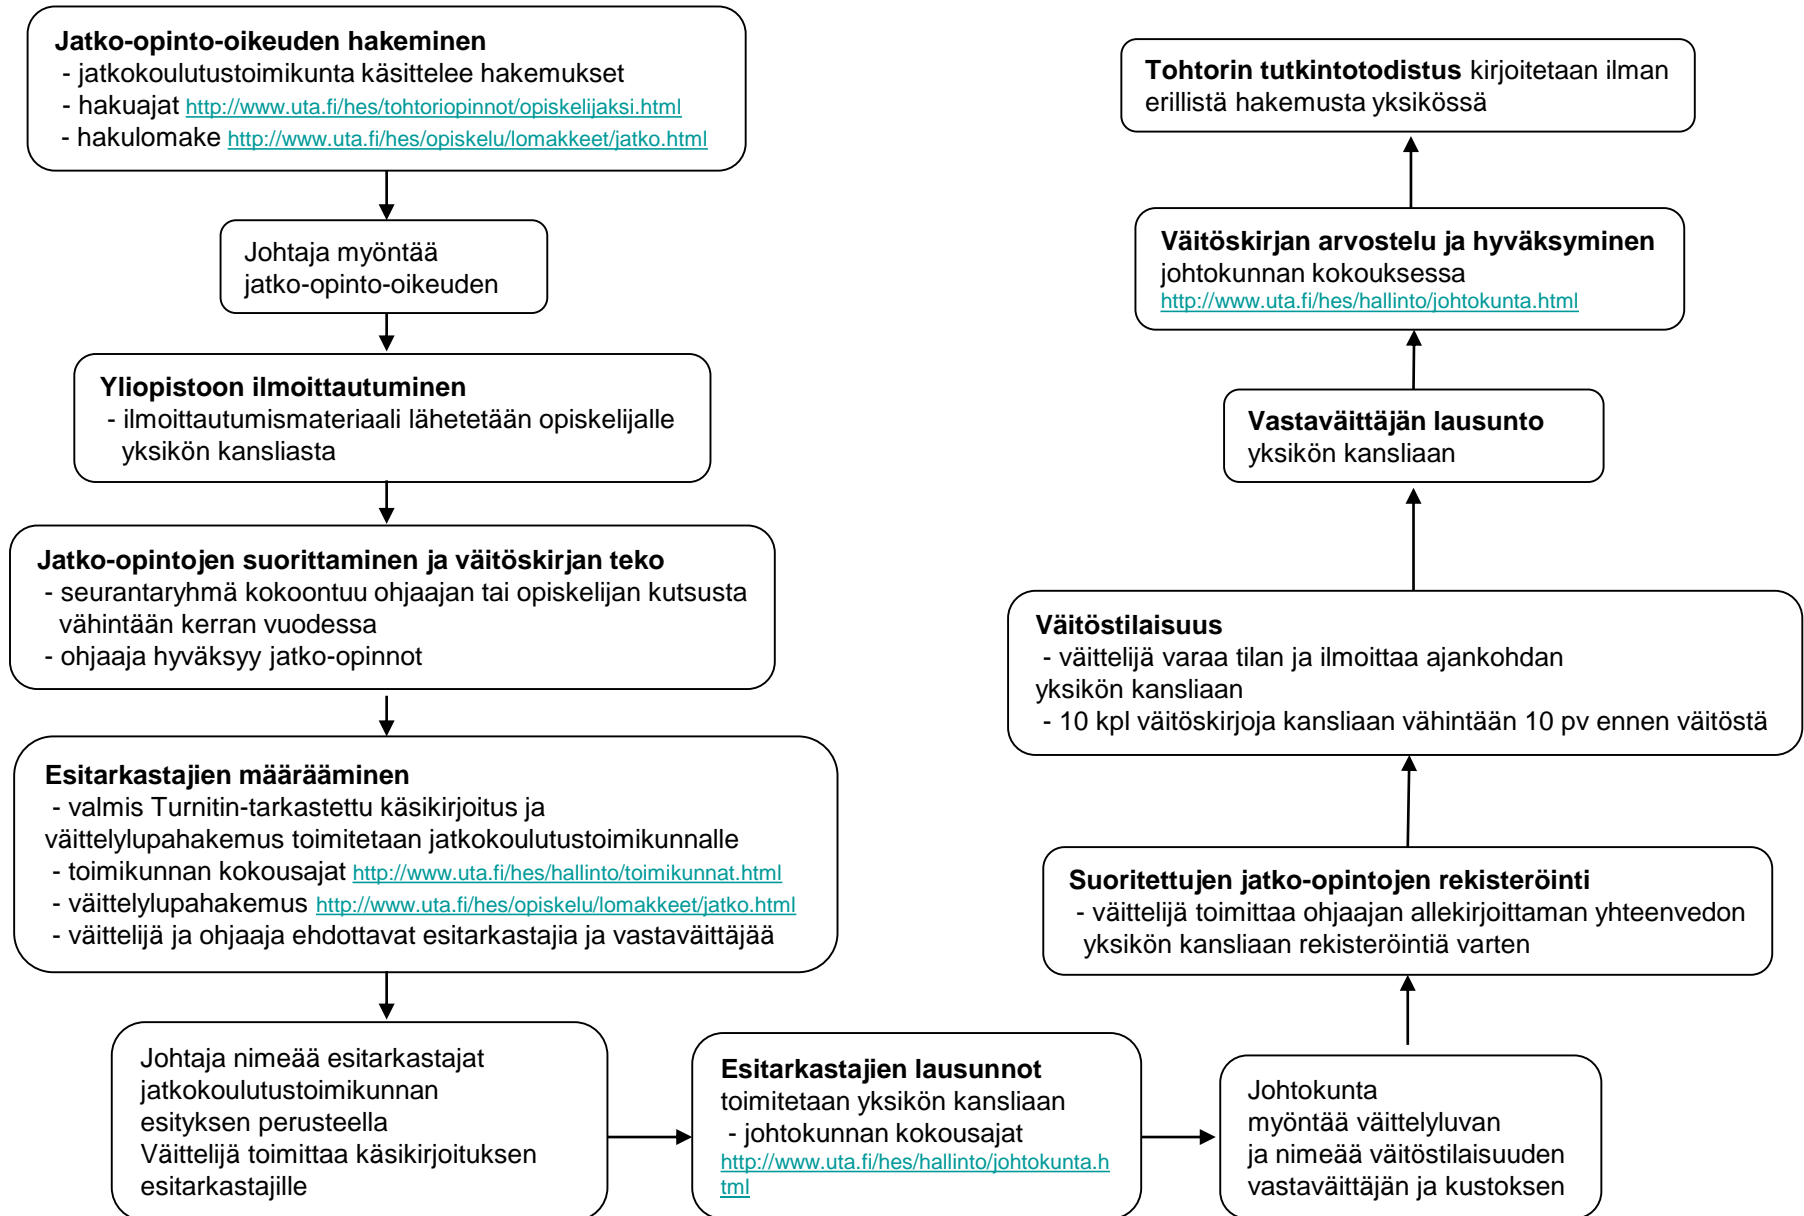 Jatko-opinto-oikeuden hakeminen
- jatkokoulutustoimikunta käsittelee hakemukset
- hakuajat http://www.uta.fi/hes/tohtoriopinnot/opiskelijaksi.html
- hakulomake http://www.uta.fi/hes/opiskelu/lomakkeet/jatko.html
Johtaja myöntää
jatko-opinto-oikeuden
Yliopistoon ilmoittautuminen
- ilmoittautumismateriaali lähetetään opiskelijalle
yksikön kansliasta
Jatko-opintojen suorittaminen ja väitöskirjan teko
- seurantaryhmä kokoontuu ohjaajan tai opiskelijan kutsusta
vähintään kerran vuodessa
- ohjaaja hyväksyy jatko-opinnot
Esitarkastajien määrääminen
- valmis Turnitin-tarkastettu käsikirjoitus ja
väittelylupahakemus toimitetaan jatkokoulutustoimikunnalle
- toimikunnan kokousajat http://www.uta.fi/hes/hallinto/toimikunnat.html
- väittelylupahakemus http://www.uta.fi/hes/opiskelu/lomakkeet/jatko.html
- väittelijä ja ohjaaja ehdottavat esitarkastajia ja vastaväittäjää
Johtaja nimeää esitarkastajat
jatkokoulutustoimikunnan
esityksen perusteella
Väittelijä toimittaa käsikirjoituksen
esitarkastajille
Esitarkastajien lausunnot
toimitetaan yksikön kansliaan
- johtokunnan kokousajat
http://www.uta.fi/hes/hallinto/johtokunta.h
tml
Johtokunta
myöntää väittelyluvan
ja nimeää väitöstilaisuuden
vastaväittäjän ja kustoksen
Suoritettujen jatko-opintojen rekisteröinti
- väittelijä toimittaa ohjaajan allekirjoittaman yhteenvedon
yksikön kansliaan rekisteröintiä varten
Väitöstilaisuus
- väittelijä varaa tilan ja ilmoittaa ajankohdan
yksikön kansliaan
- 10 kpl väitöskirjoja kansliaan vähintään 10 pv ennen väitöstä
Vastaväittäjän lausunto
yksikön kansliaan
Väitöskirjan arvostelu ja hyväksyminen
johtokunnan kokouksessa
http://www.uta.fi/hes/hallinto/johtokunta.html
Tohtorin tutkintotodistus kirjoitetaan ilman
erillistä hakemusta yksikössä